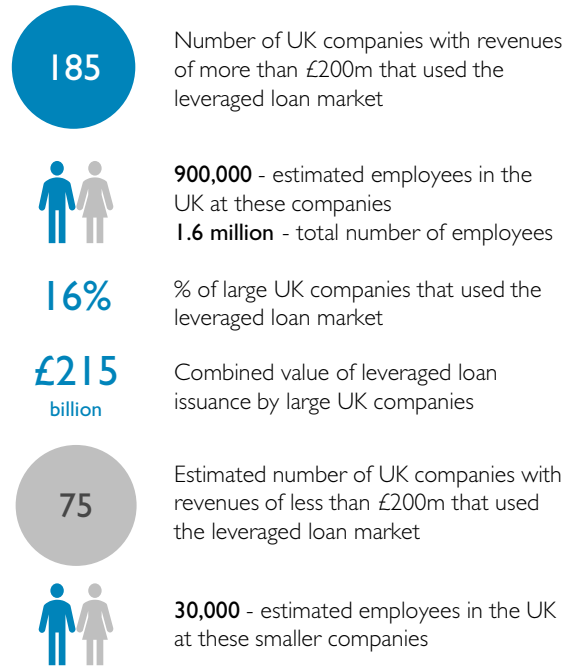 185
Number of UK companies with revenues
of more than £200m that used the
leveraged loan market
900,000 - estimated employees in the
UK at these companies
1.6 million - total number of employees
16%
% of large UK companies that used the
leveraged loan market
£215
billion
Combined value of leveraged loan
issuance by large UK companies
75
Estimated number of UK companies with
revenues of less than £200m that used
the leveraged loan market
30,000 - estimated employees in the UK
at these smaller companies